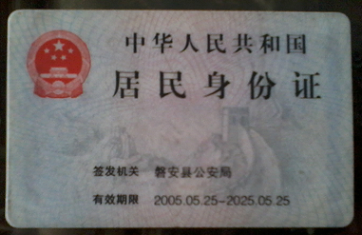 中华人民共和国
居民身份证
签发机关 磐安县公安局
有效期限 2005.05.25-2025.05.25